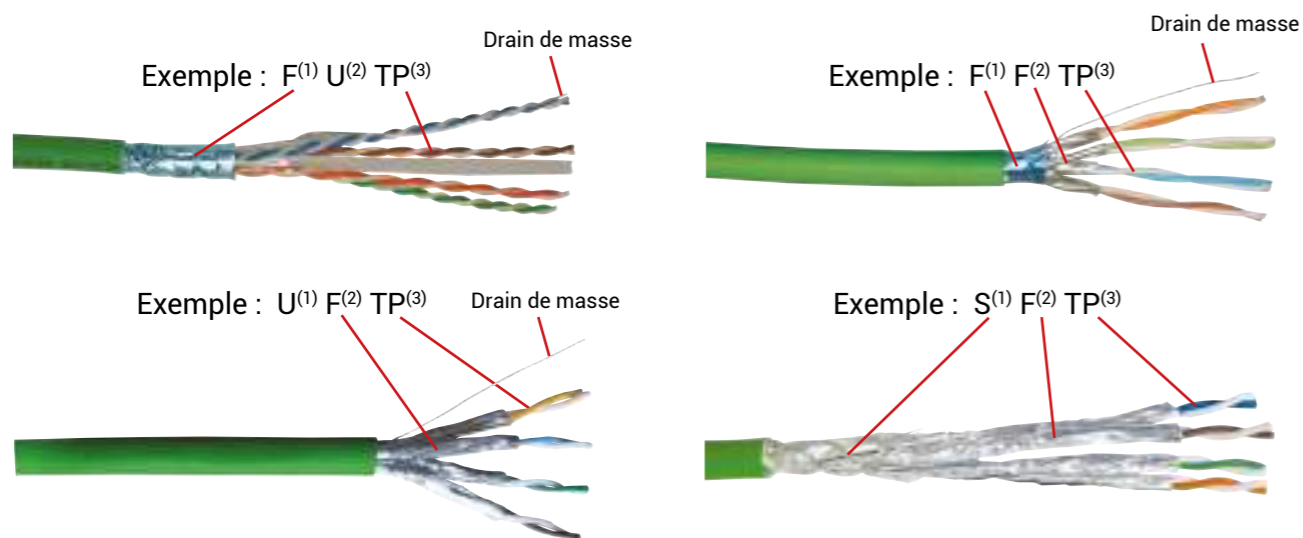 Drain de masse
Exemple : F(1) U(2) TP(3)
Drain de masse
Exemple : F(1) F(2) TP(3)
Exemple : U(1) F(2) TP(3)
Drain de masse
Exemple : S(1) F(2) TP(3)